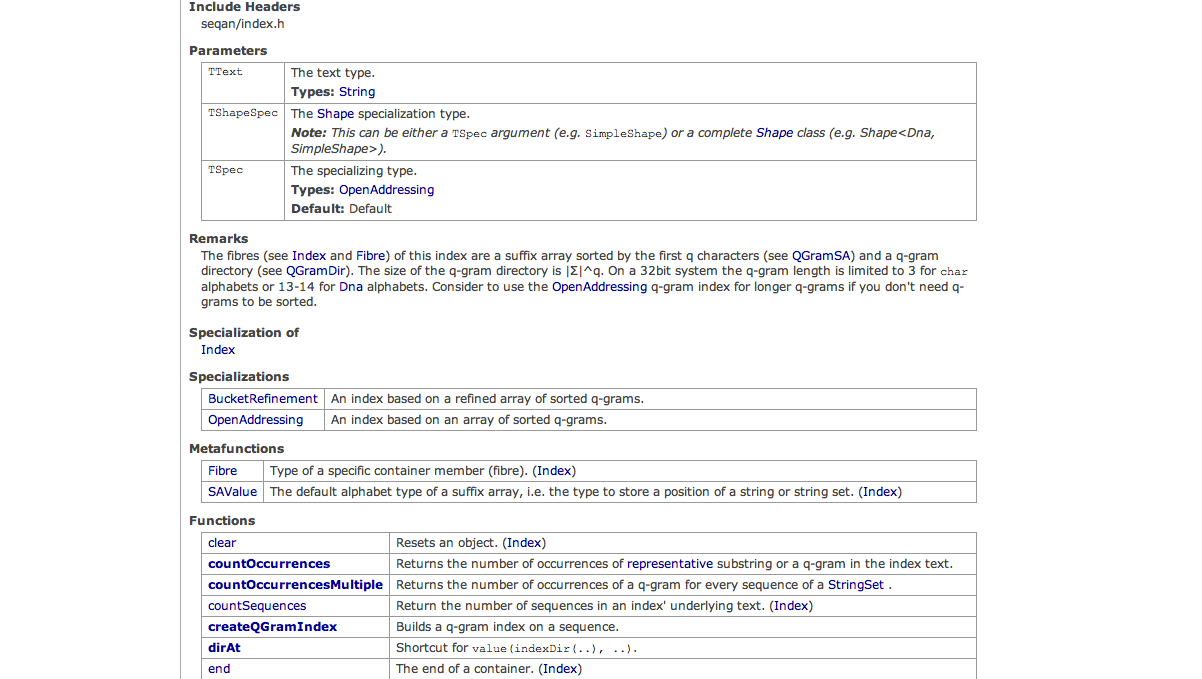 Include Headers
seqan/index.h
Parameters
TText The text type.
Types: String
TShapeSpec The Shape specialization type.
Note: This can be either a TSpec argument (e.g. SimpleShape) or a complete Shape class (e.g. Shape<Dna,
SimpleShape>).
TSpec The specializing type.
Types: OpenAddressing
Default: Default
Remarks
The fibres (see Index and Fibre) of this index are a suffix array sorted by the first q characters (see QGramSA) and a q-gram
directory (see QGramDir). The size of the q-gram directory is |Σ|^q. On a 32bit system the q-gram length is limited to 3 for char
alphabets or 13-14 for Dna alphabets. Consider to use the OpenAddressing q-gram index for longer q-grams if you don't need q-
grams to be sorted.
Specialization of
Index
Specializations
BucketRefinement An index based on a refined array of sorted q-grams.
OpenAddressing An index based on an array of sorted q-grams.
Metafunctions
Fibre Type of a specific container member (fibre). (Index)
SAValue The default alphabet type of a suffix array, i.e. the type to store a position of a string or string set. (Index)
Functions
clear Resets an object. (Index)
countOccurrences Returns the number of occurrences of representative substring or a q-gram in the index text.
countOccurrencesMultiple Returns the number of occurrences of a q-gram for every sequence of a StringSet .
countSequences Return the number of sequences in an index' underlying text. (Index)
createQGramIndex Builds a q-gram index on a sequence.
dirAt Shortcut for value(indexDir(..), ..).
end The end of a container. (Index)